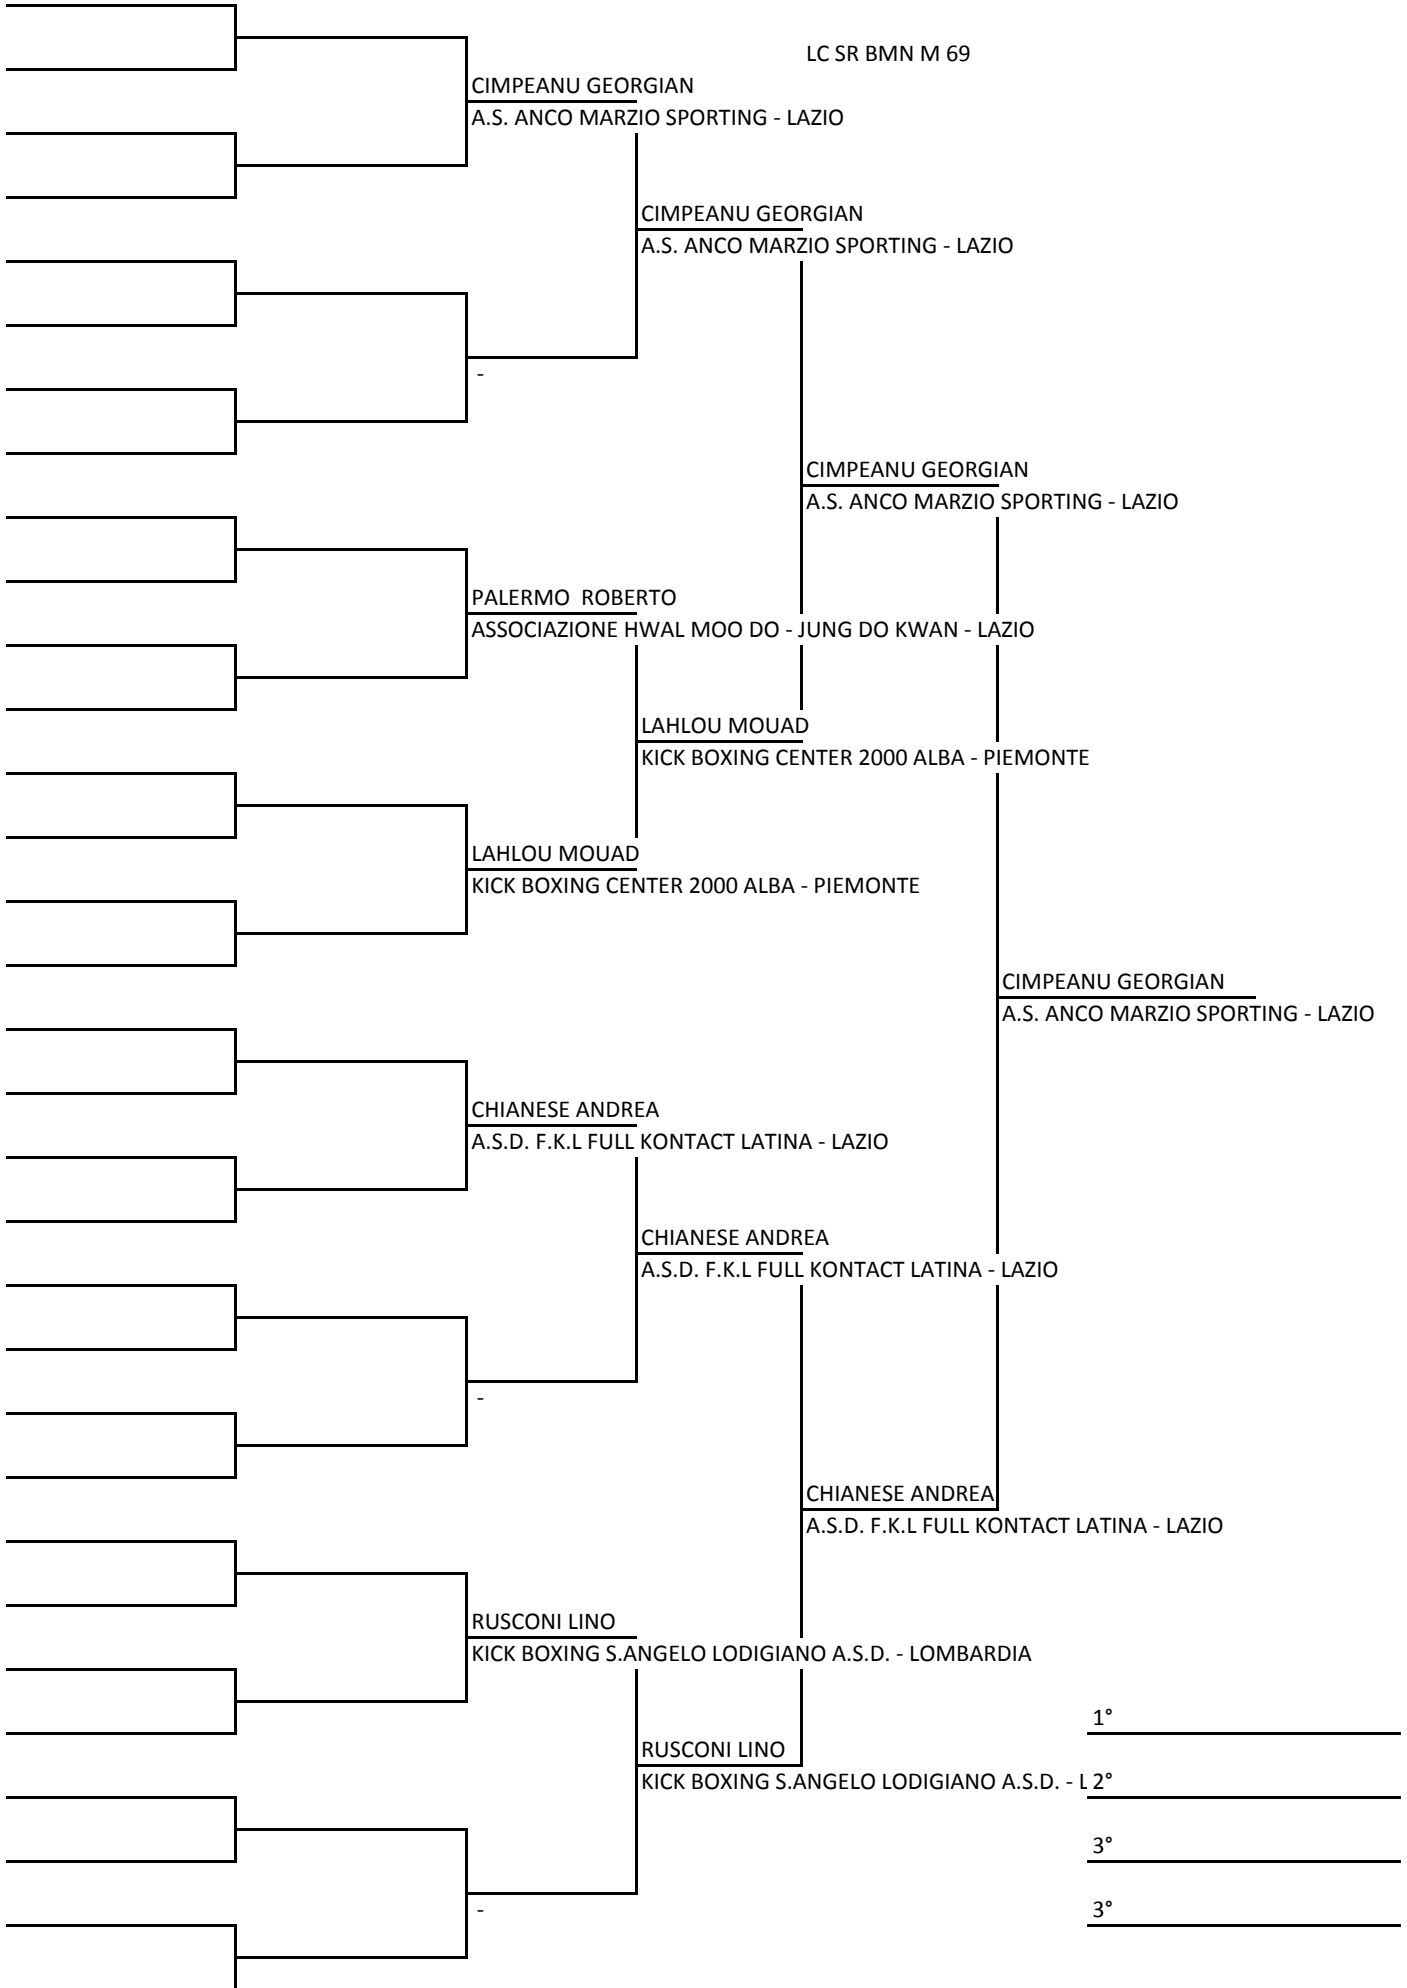 LC SR BMN M 69
CIMPEANU GEORGIAN
A.S. ANCO MARZIO SPORTING - LAZIO
CIMPEANU GEORGIAN
A.S. ANCO MARZIO SPORTING - LAZIO
-
CIMPEANU GEORGIAN
A.S. ANCO MARZIO SPORTING - LAZIO
PALERMO  ROBERTO
ASSOCIAZIONE HWAL MOO DO - JUNG DO KWAN - LAZIO
LAHLOU MOUAD
KICK BOXING CENTER 2000 ALBA - PIEMONTE
LAHLOU MOUAD
KICK BOXING CENTER 2000 ALBA - PIEMONTE
CIMPEANU GEORGIAN
A.S. ANCO MARZIO SPORTING - LAZIO
CHIANESE ANDREA
A.S.D. F.K.L FULL KONTACT LATINA - LAZIO
CHIANESE ANDREA
A.S.D. F.K.L FULL KONTACT LATINA - LAZIO
-
CHIANESE ANDREA
A.S.D. F.K.L FULL KONTACT LATINA - LAZIO
RUSCONI LINO
KICK BOXING S.ANGELO LODIGIANO A.S.D. - LOMBARDIA
1°
RUSCONI LINO
KICK BOXING S.ANGELO LODIGIANO A.S.D. - L
2°
3°
-
3°